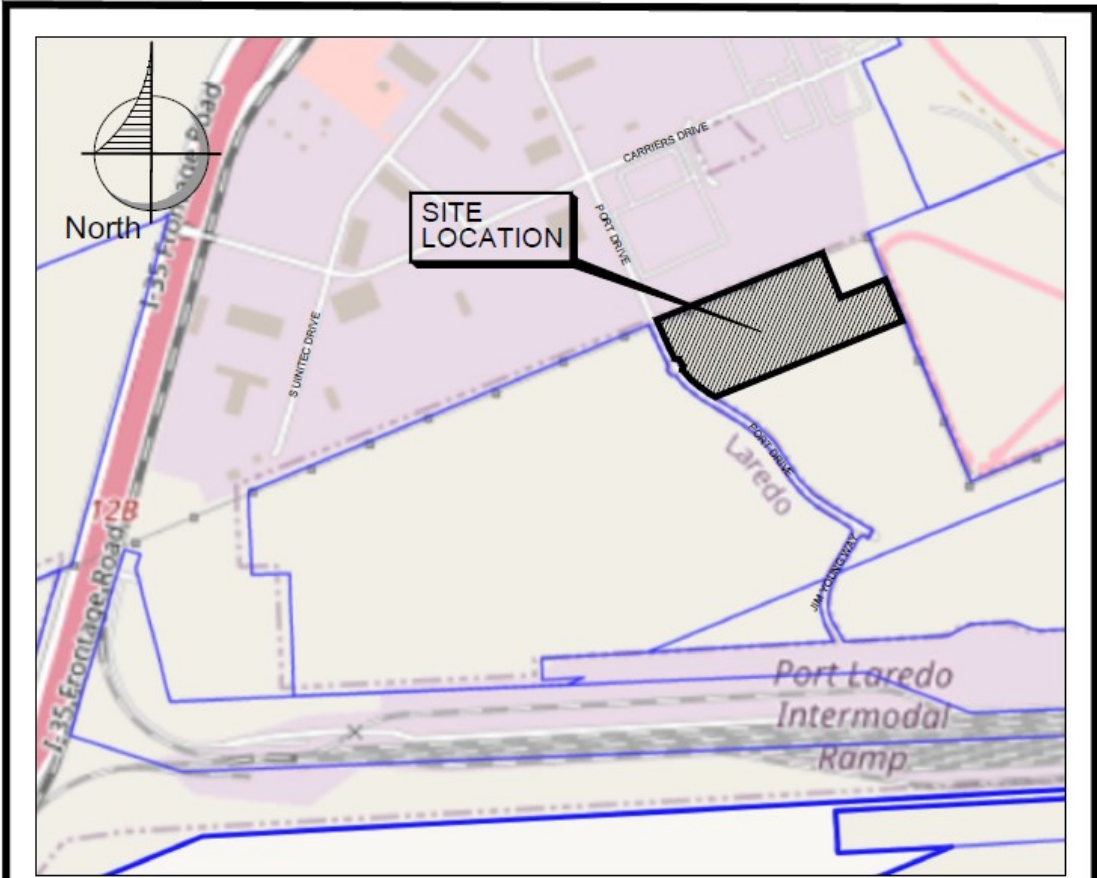 I-35 Frontage Road
North
CARRIERS DRIVE
SITE
LOCATION
PORT DRIVE
S UNITEC DRIVE
PORT DRIVE
Laredo
12B
JIM YOUNG WAY
I-35 Frontage Road
Port Laredo
Intermodal
Ramp